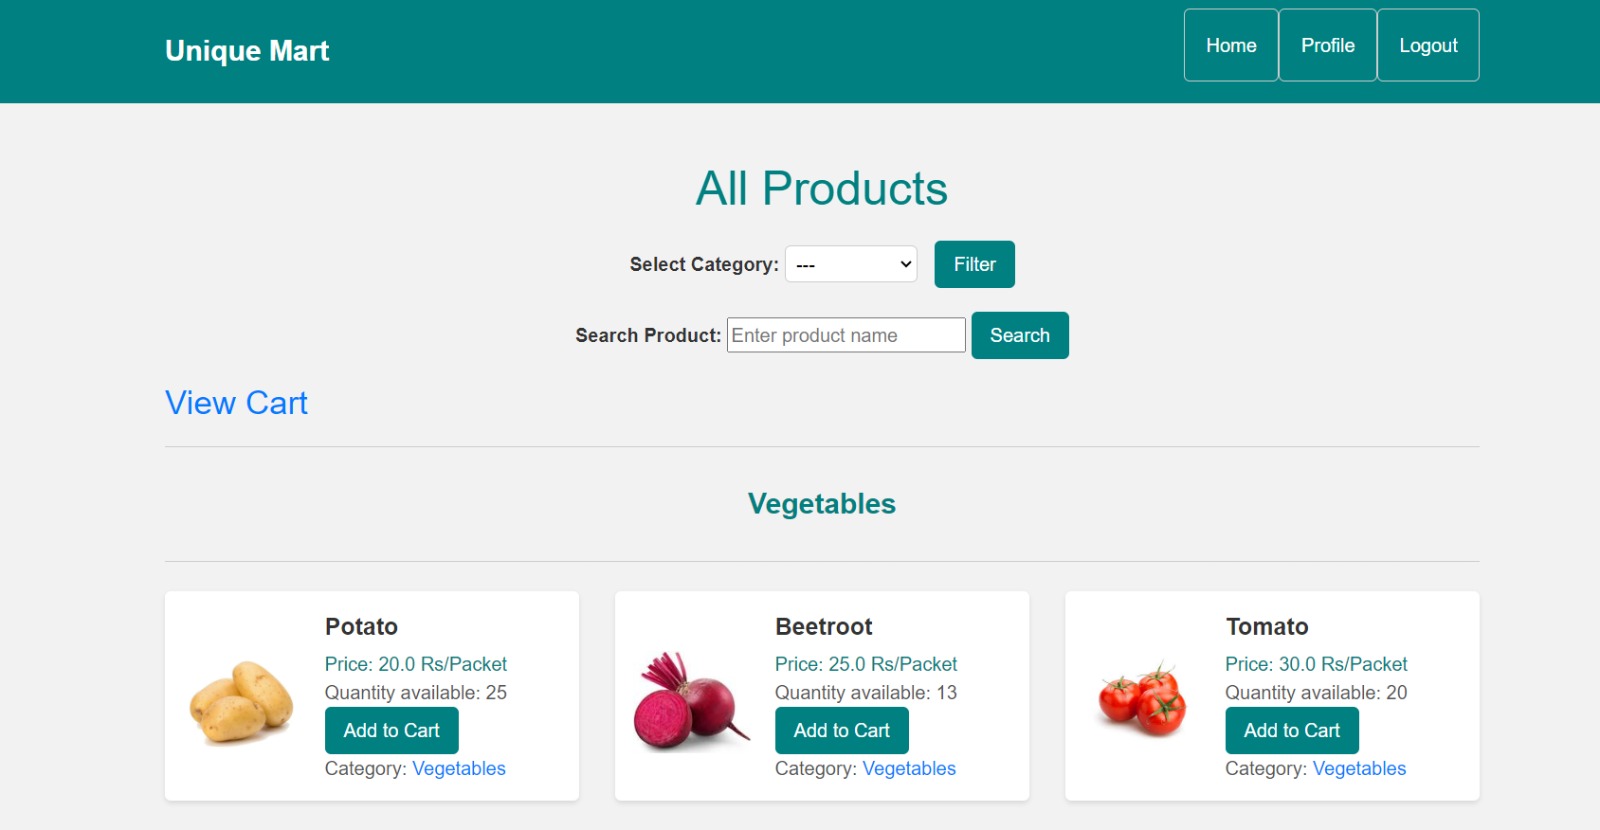 Unique Mart
Home Profile Logout
All Products
Select Category: --- Filter
Search Product: Enter product name Search
View Cart
Vegetables
Potato
Price: 20.0 Rs/Packet
Quantity available: 25
Add to Cart
Category: Vegetables
Beetroot
Price: 25.0 Rs/Packet
Quantity available: 13
Add to Cart
Category: Vegetables
Tomato
Price: 30.0 Rs/Packet
Quantity available: 20
Add to Cart
Category: Vegetables